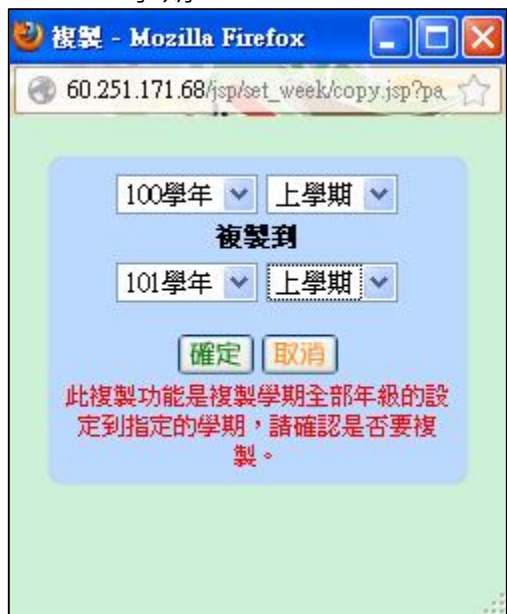 複製 - Mozilla Firefox
60.251.171.68/jsp/set_week/copy.jsp?pa
100學年 上學期
複製到
101學年 上學期
確定 取消
此複製功能是複製學期全部年級的設
定到指定的學期，請確認是否要複
製。